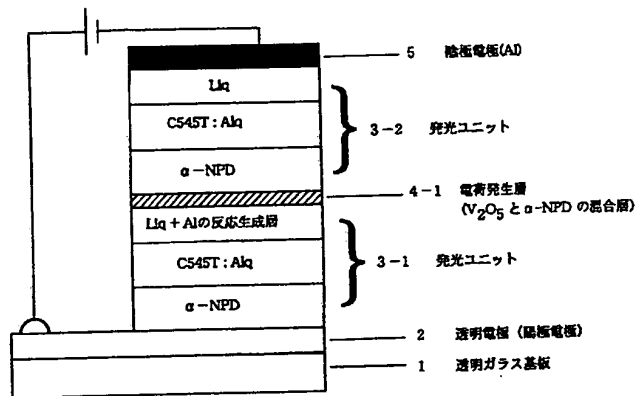 5 陰極電極(Al)
Liq
C545T:Alq
3-2 発光ユニット
α-NPD
4-1 電荷発生層
(V2O5 と α-NPD の混合層)
Liq + Alの反応生成層
C545T:Alq
3-1 発光ユニット
α-NPD
2 透明電極 (陽極電極)
1 透明ガラス基板